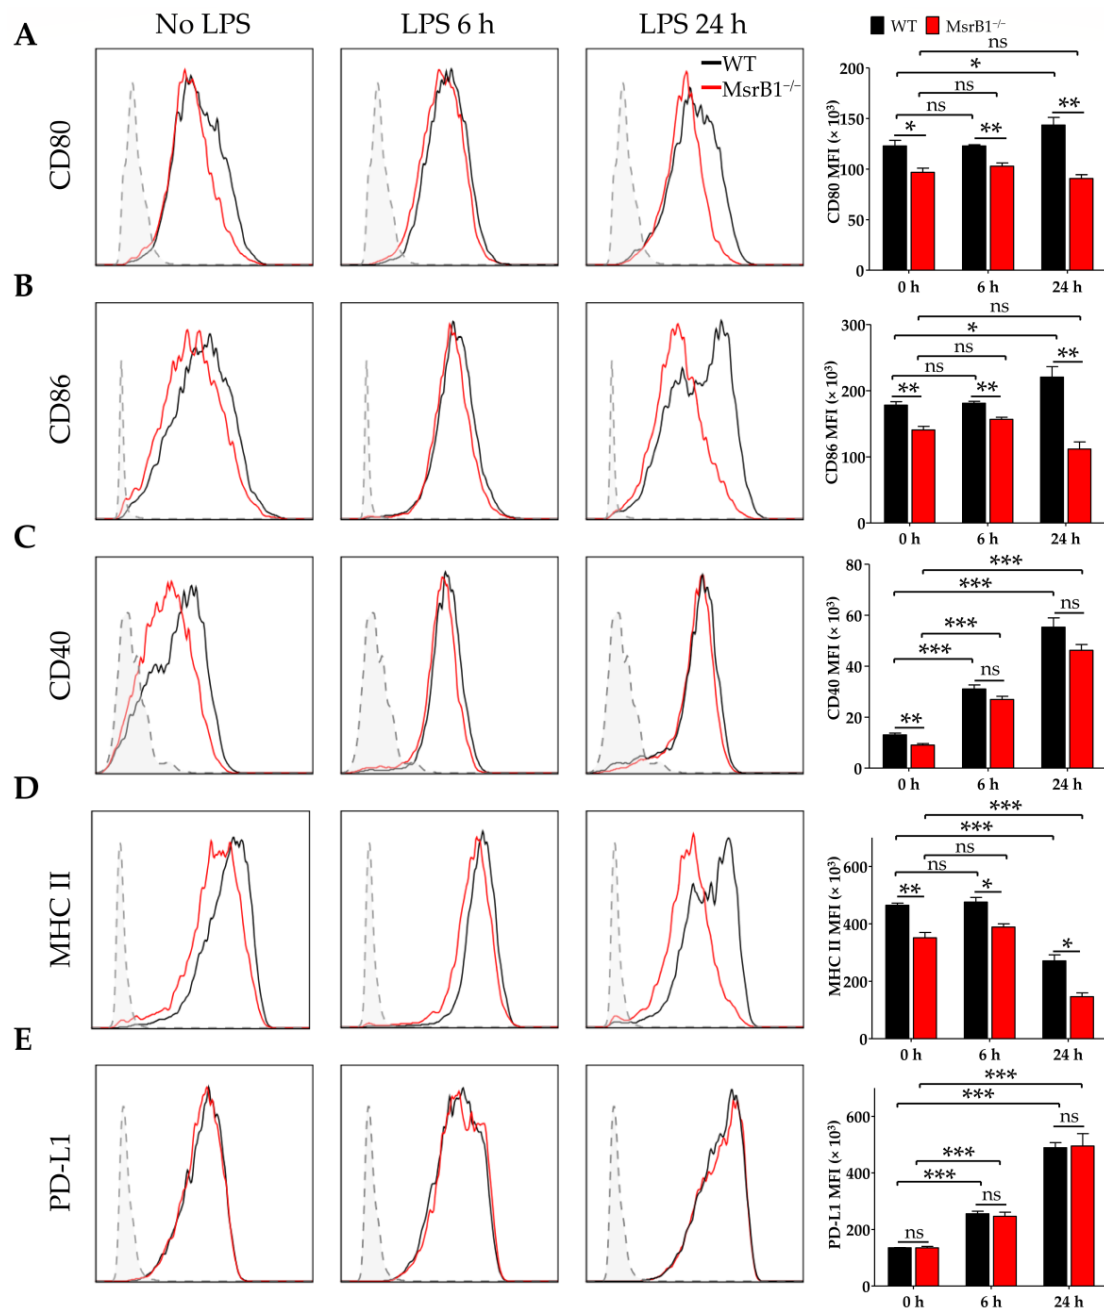 No LPS LPS 6 h LPS 24 h
A
CD80
WT
MsrB1⁻/⁻
WT MsrB1⁻/⁻
ns
*
ns
ns
* ** **
CD80 MFI (× 10³)
200
150
100
50
0
0 h 6 h 24 h
B
CD86
ns
*
ns
ns
** ** **
CD86 MFI (× 10³)
300
200
100
0
0 h 6 h 24 h
C
CD40
***
***
***
***
** ns ns
CD40 MFI (× 10³)
80
60
40
20
0
0 h 6 h 24 h
D
MHC II
***
***
ns
ns
** * *
MHC II MFI (× 10³)
600
400
200
0
0 h 6 h 24 h
E
PD-L1
***
***
***
***
ns ns ns
PD-L1 MFI (× 10³)
600
400
200
0
0 h 6 h 24 h